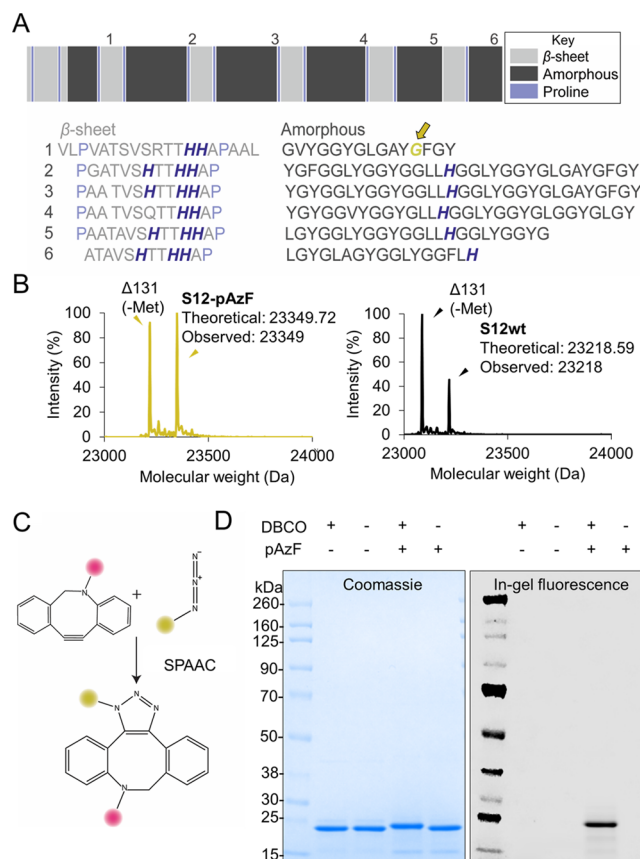 A
1 2 3 4 5 6
Key
β-sheet
Amorphous
Proline
β-sheet
1 VLPVATSVSRTTHHAPAAL
2 PGATVSHTTHHAP
3 PAA TVSHTTHHAP
4 PAA TVSQTTHHAP
5 PAATAVSHTTHHAP
6 ATAVSHTTHHAP
Amorphous
GVYGGYGLGAYGFGY
YGFGGLYGGYGGLLHGGLYGGYGLGAYGFGY
YGYGGLYGGYGGLLHGGLYGGYGLGAYGFGY
YGYGGVYGGYGLHGGLYGGYGLGGYGLGY
LGYGGLYGGYGGLLHGGLYGGYG
LGYGLAGYGGLYGGFLH
B
Δ131
(-Met)
S12-pAzF
Theoretical: 23349.72
Observed: 23349
Intensity (%)
100
80
60
40
20
0
23000 23500 24000
Molecular weight (Da)
Δ131
(-Met)
S12wt
Theoretical: 23218.59
Observed: 23218
Intensity (%)
100
80
60
40
20
0
23000 23500 24000
Molecular weight (Da)
C
N
+
N⁻
N⁺
N
SPAAC
N
N
N
N
D
DBCO + - + - + - + -
pAzF - - + + - - + +
kDa
Coomassie
In-gel fluorescence
260
160
125
90
70
50
38
30
25
15